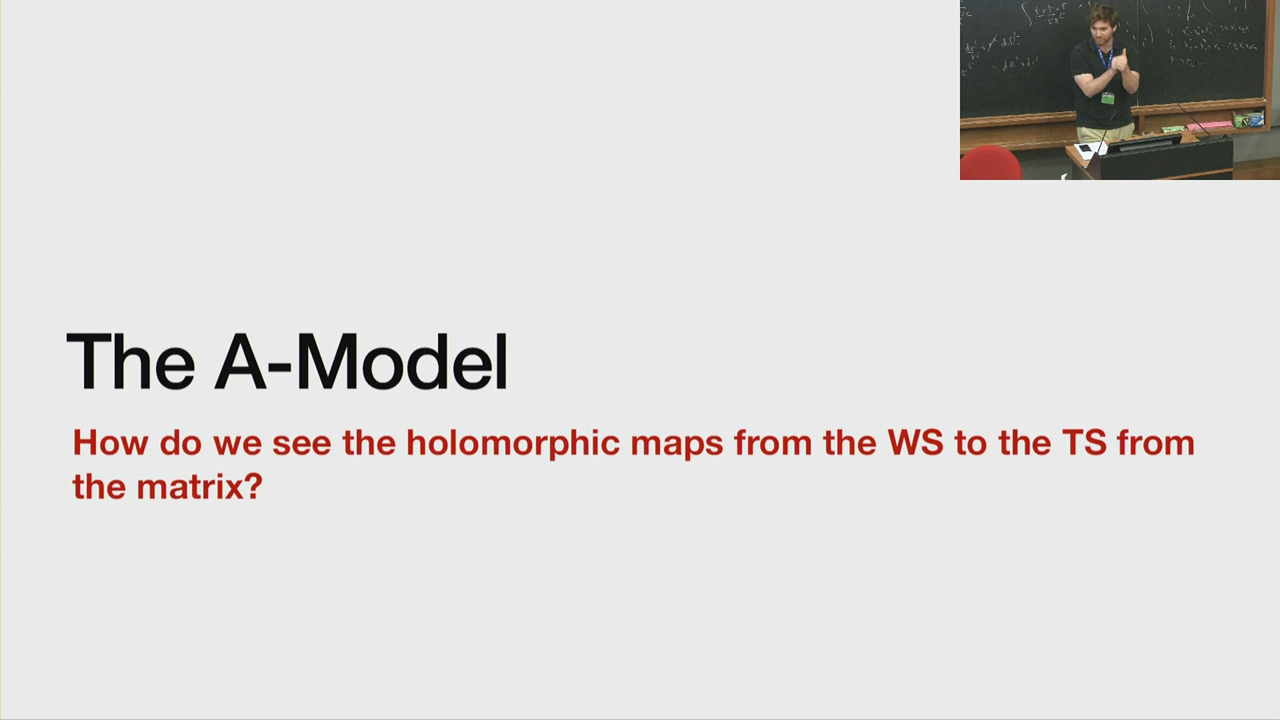 The A-Model
How do we see the holomorphic maps from the WS to the TS from
the matrix?